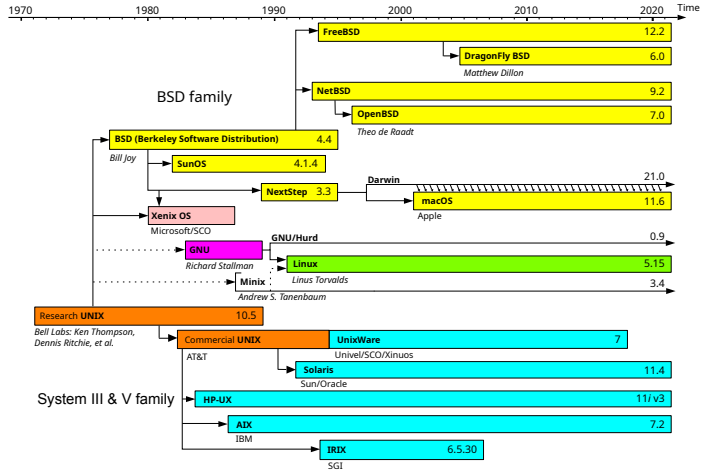 1970 1980 1990 2000 2010 2020 Time
FreeBSD 12.2
DragonFly BSD 6.0
Matthew Dillon
NetBSD 9.2
BSD family
OpenBSD 7.0
Theo de Raadt
BSD (Berkeley Software Distribution) 4.4
Bill Joy
SunOS 4.1.4
Darwin 21.0
NextStep 3.3
macOS 11.6
Apple
Xenix OS
Microsoft/SCO
GNU/Hurd 0.9
GNU
Richard Stallman
Linux 5.15
Linus Torvalds
Minix 3.4
Andrew S. Tanenbaum
Research UNIX 10.5
Bell Labs: Ken Thompson,
Dennis Ritchie, et al.
Commercial UNIX
AT&T
UnixWare 7
Univel/SCO/Xinuos
Solaris 11.4
Sun/Oracle
System III & V family
HP-UX 11i v3
AIX 7.2
IBM
IRIX 6.5.30
SGI